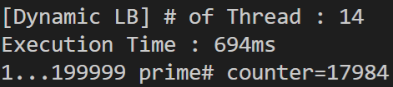 [Dynamic LB] # of Thread : 14
Execution Time : 694ms
1...199999 prime# counter=17984